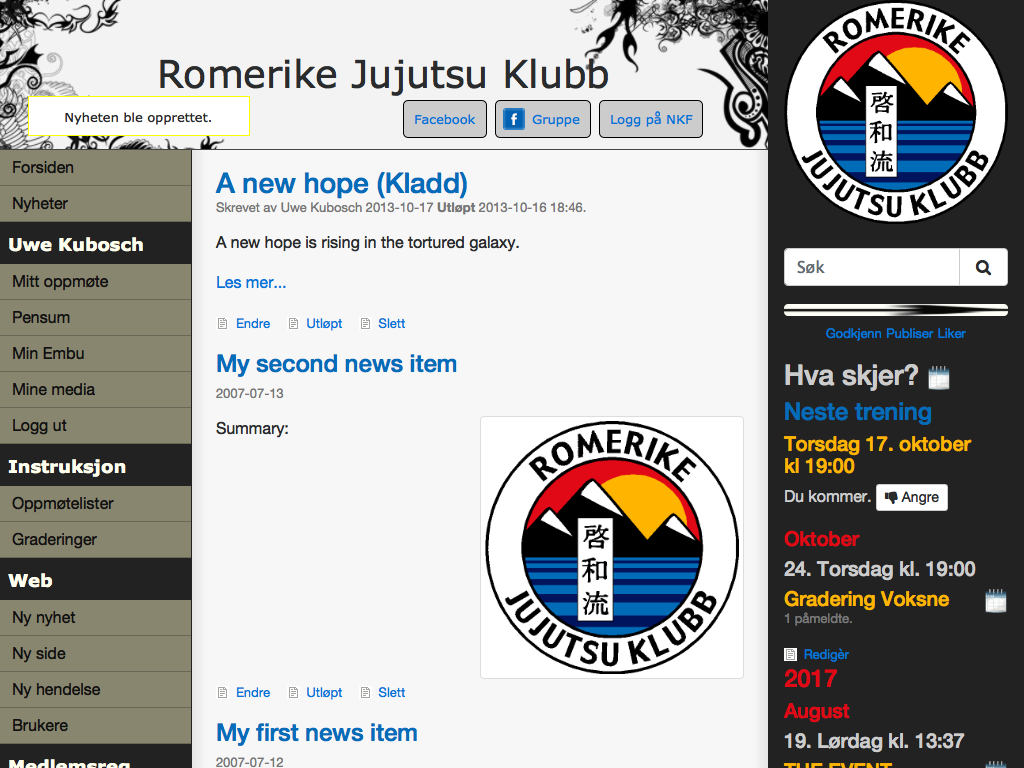 Romerike Jujutsu Klubb
Nyheten ble opprettet.
Facebook
Gruppe
Logg på NKF
Forsiden
Nyheter
Uwe Kubosch
Mitt oppmøte
Pensum
Min Embu
Mine media
Logg ut
Instruksjon
Oppmøtelister
Graderinger
Web
Ny nyhet
Ny side
Ny hendelse
Brukere
Medlemsreg
A new hope (Kladd)
Skrevet av Uwe Kubosch 2013-10-17 Utløpt 2013-10-16 18:46.
A new hope is rising in the tortured galaxy.
Les mer...
Endre Utløpt Slett
My second news item
2007-07-13
Summary:
ROMERIKE
啓和流
JUJUTSU KLUBB
Endre Utløpt Slett
My first news item
2007-07-12
ROMERIKE
啓和流
JUJUTSU KLUBB
Søk
Godkjenn Publiser Liker
Hva skjer?
Neste trening
Torsdag 17. oktober
kl 19:00
Du kommer. Angre
Oktober
24. Torsdag kl. 19:00
Gradering Voksne
1 påmeldte.
Redigèr
2017
August
19. Lørdag kl. 13:37
THE EVENT